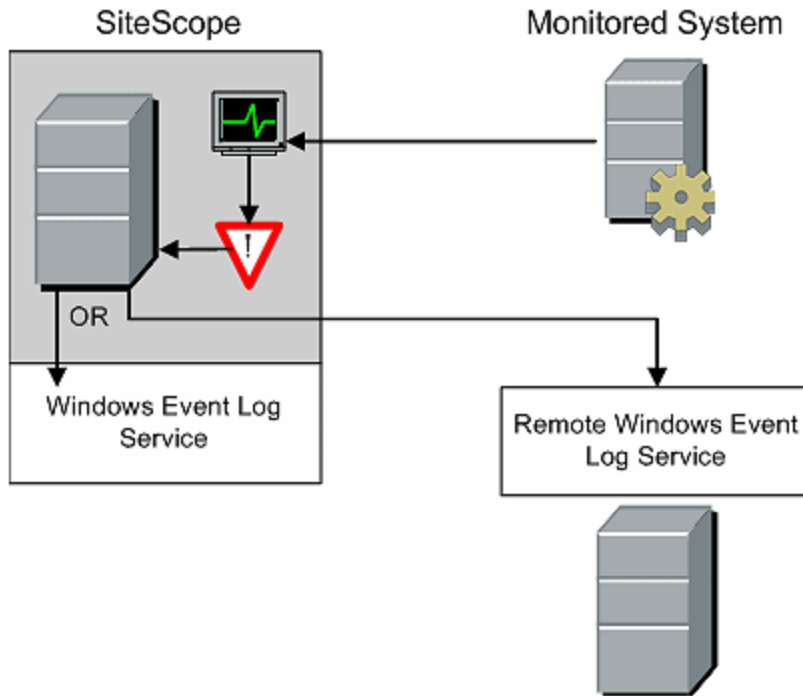 SiteScope
Monitored System
!
OR
Windows Event Log
Service
Remote Windows Event
Log Service